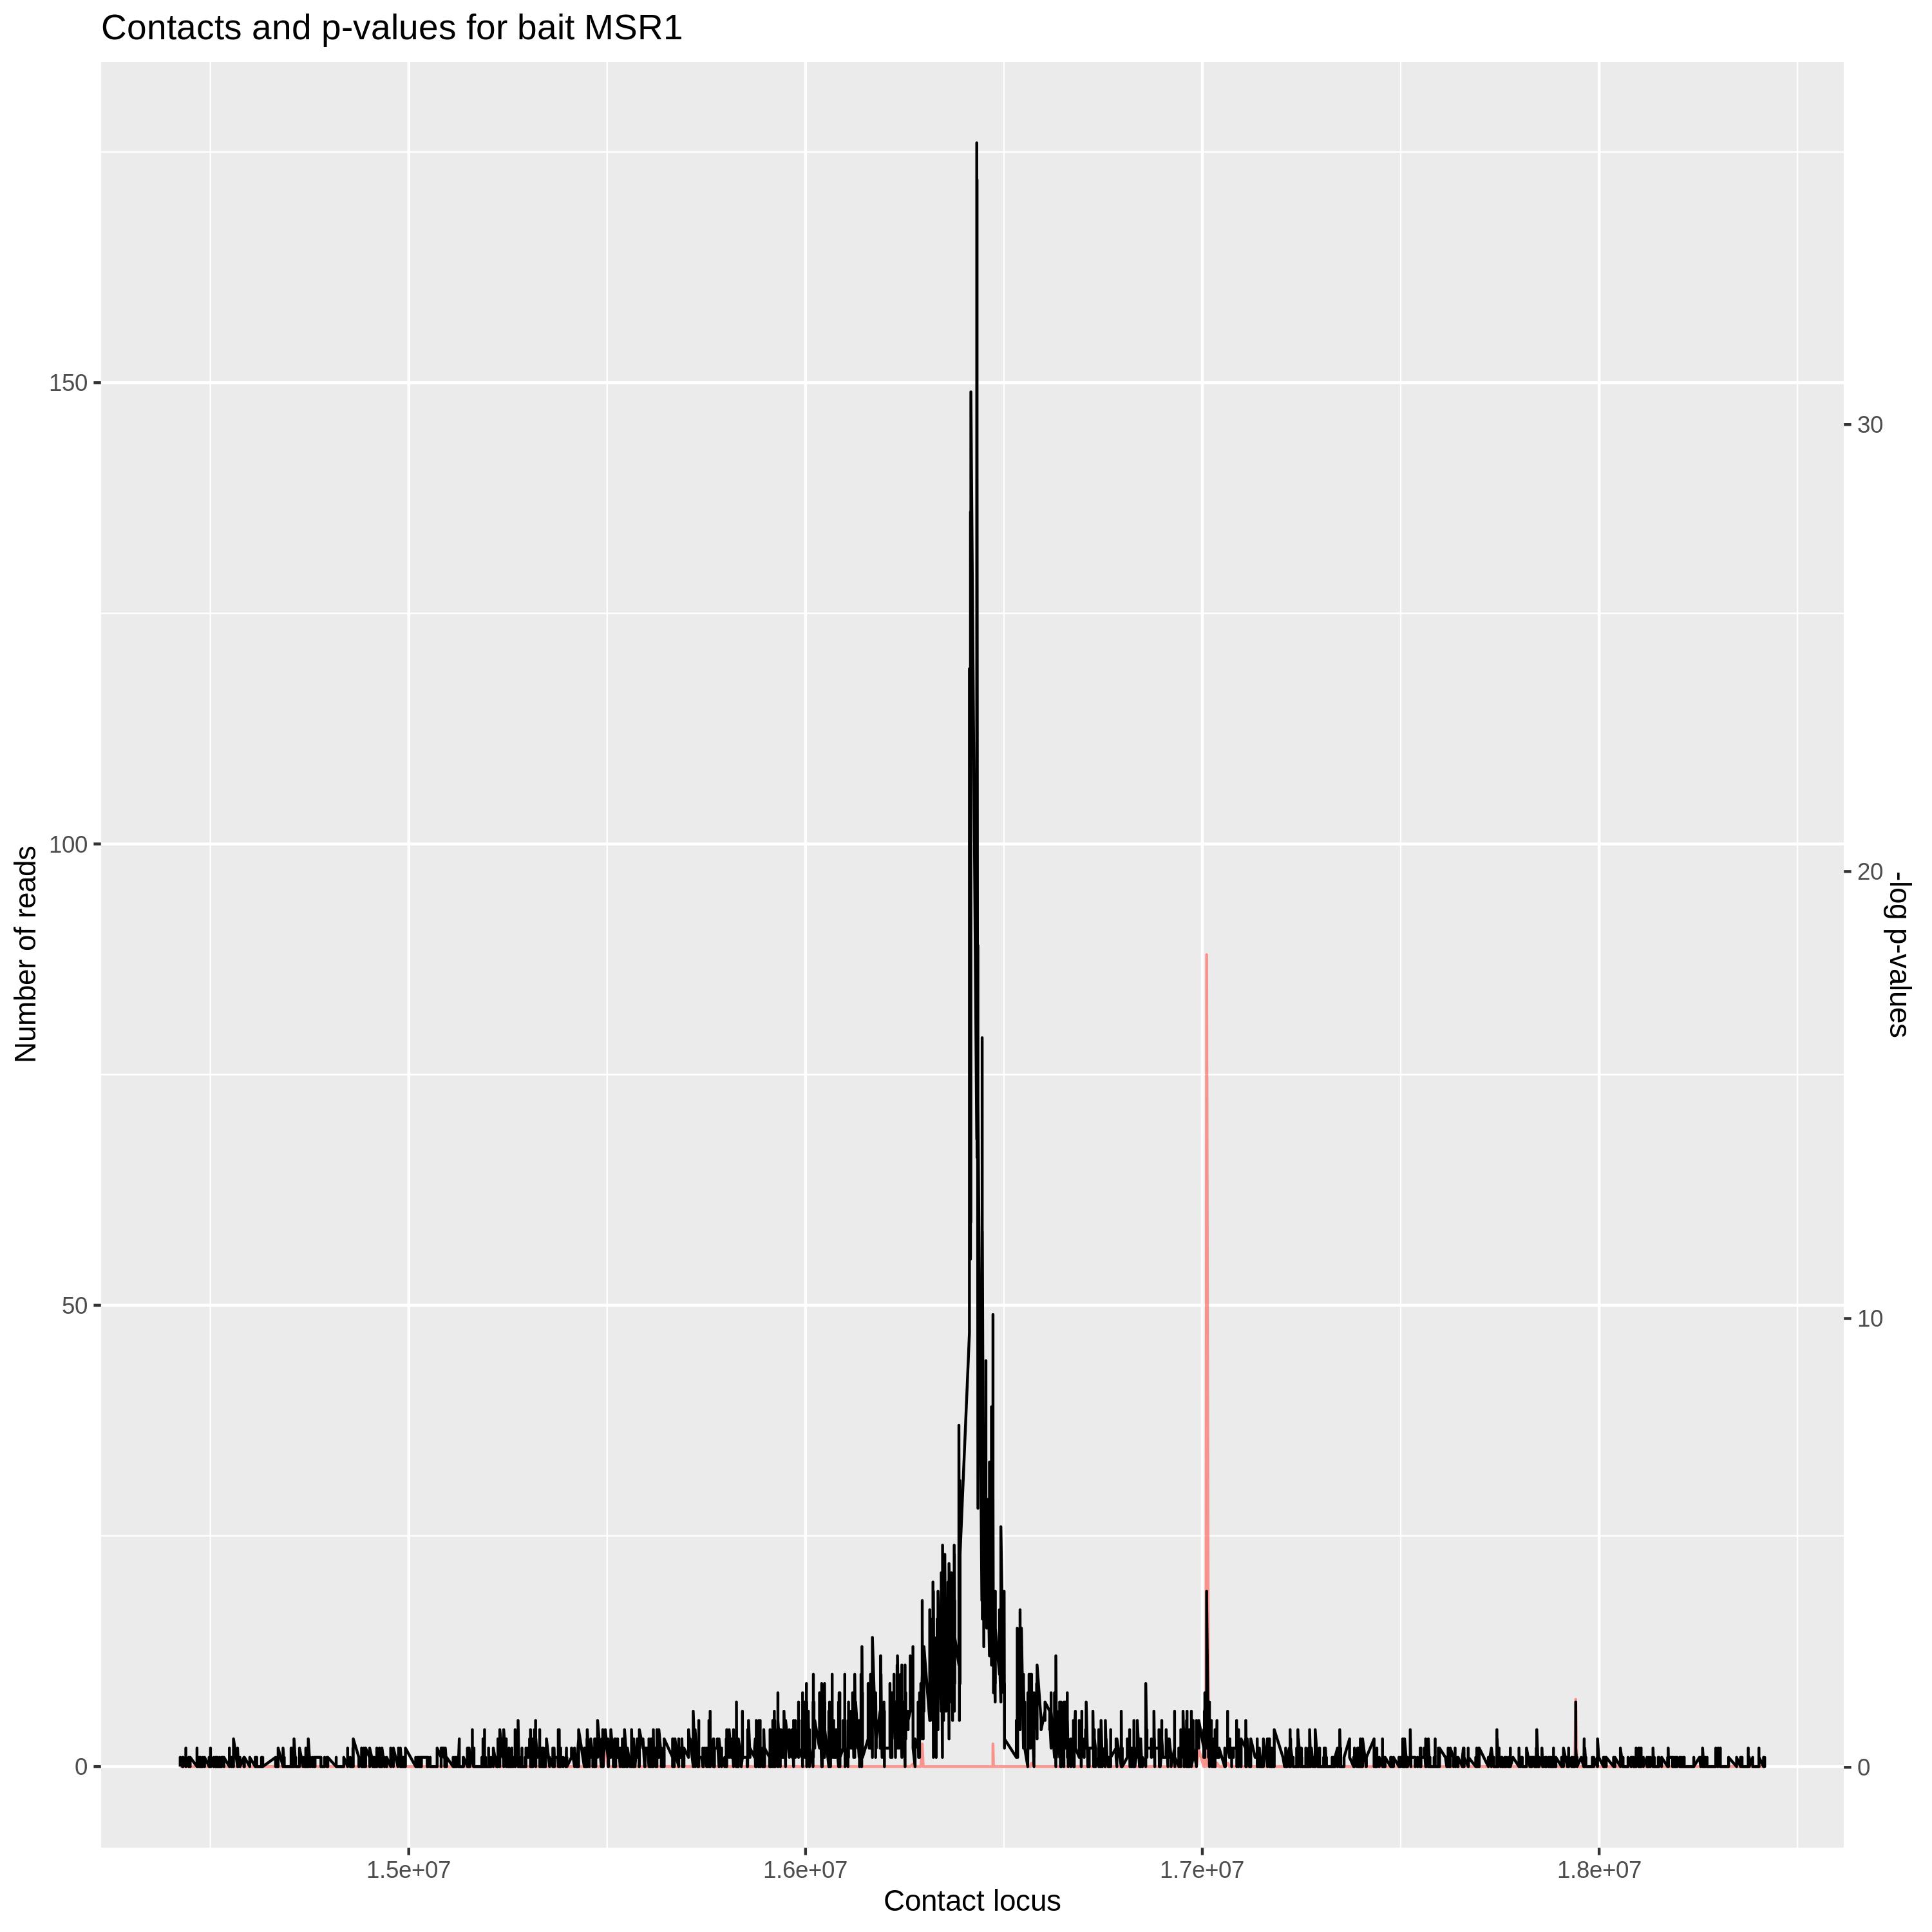 Contacts and p-values for bait MSR1
Number of reads
150
100
50
0
30
20
10
0
-log p-values
1.5e+07 1.6e+07 1.7e+07 1.8e+07
Contact locus